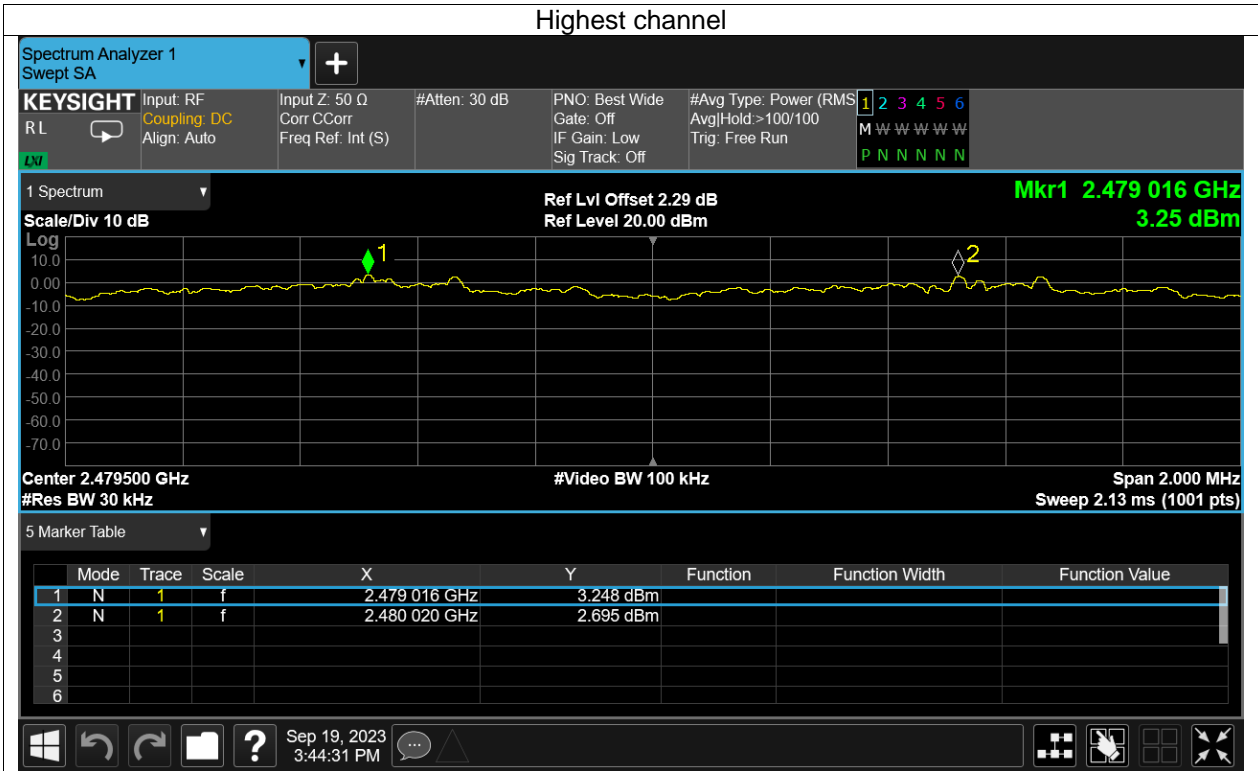 Highest channel
Spectrum Analyzer 1
Swept SA
KEYSIGHT
R L
LXI
Input: RF
Coupling: DC
Align: Auto
Input Z: 50 Ω
Corr CCorr
Freq Ref: Int (S)
#Atten: 30 dB
PNO: Best Wide
Gate: Off
IF Gain: Low
Sig Track: Off
#Avg Type: Power (RMS
Avg|Hold:>100/100
Trig: Free Run
1 2 3 4 5 6
M W W W W W
P N N N N N
1 Spectrum
Scale/Div 10 dB
Ref Lvl Offset 2.29 dB
Ref Level 20.00 dBm
Mkr1 2.479 016 GHz
3.25 dBm
Log
10.0
0.00
-10.0
-20.0
-30.0
-40.0
-50.0
-60.0
-70.0
1
2
Center 2.479500 GHz
#Res BW 30 kHz
#Video BW 100 kHz
Span 2.000 MHz
Sweep 2.13 ms (1001 pts)
5 Marker Table
Mode Trace Scale X Y Function Function Width Function Value
1 N 1 f 2.479 016 GHz 3.248 dBm
2 N 1 f 2.480 020 GHz 2.695 dBm
3
4
5
6
?
Sep 19, 2023
3:44:31 PM